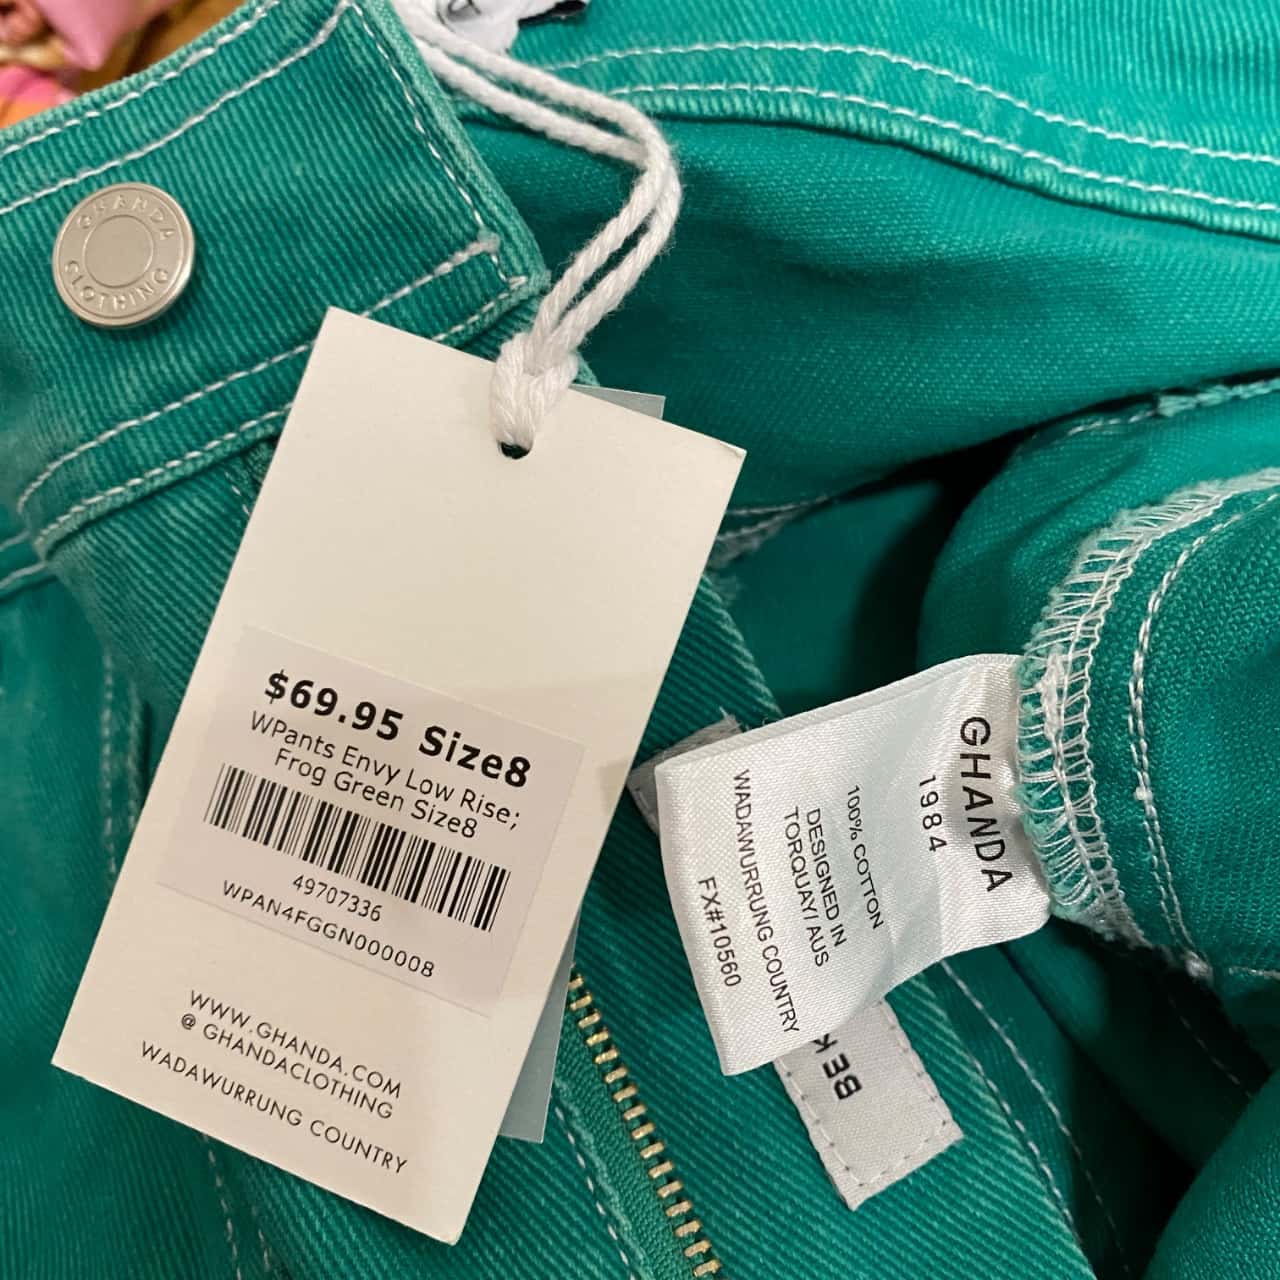 GHANDA
CLOTHING
$69.95 Size8
WPants Envy Low Rise;
Frog Green Size8
49707336
WPAN4FGGN000008
WWW.GHANDA.COM
@ GHANDACLOTHING
WADAWURRUNG COUNTRY
GHANDA
1984
100% COTTON
DESIGNED IN
TORQUAY/AUS
WADAWURRUNG COUNTRY
FX#10560
BE K